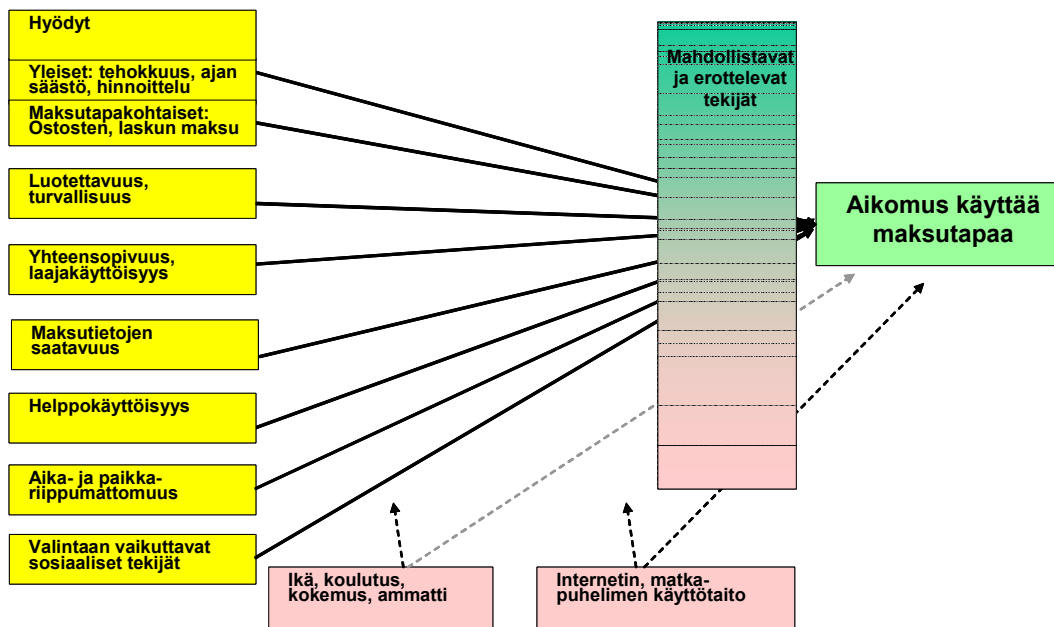 Hyödyt
Yleiset: tehokkuus, ajan
säästö, hinnoittelu
Maksutapakohtaiset:
Ostosten, laskun maksu
Luotettavuus,
turvallisuus
Yhteensopivuus,
laajakäyttöisyys
Maksutietojen
saatavuus
Helppokäyttöisyys
Aika- ja paikka-
riippumattomuus
Valintaan vaikuttavat
sosiaaliset tekijät
Mahdollistavat
ja erottelevat
tekijät
Aikomus käyttää
maksutapaa
Ikä, koulutus,
kokemus, ammatti
Internetin, matka-
puhelimen käyttötaito